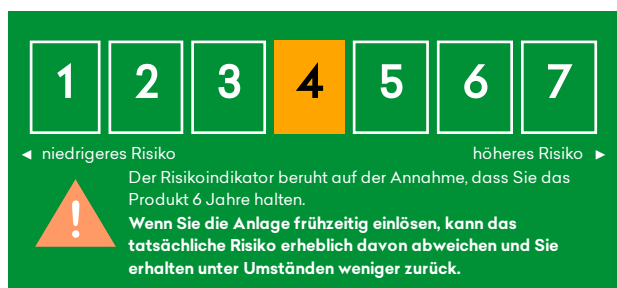 1 2 3 4 5 6 7
◄ niedrigeres Risiko höheres Risiko ►
Der Risikoindikator beruht auf der Annahme, dass Sie das
Produkt 6 Jahre halten.
Wenn Sie die Anlage frühzeitig einlösen, kann das
tatsächliche Risiko erheblich davon abweichen und Sie
erhalten unter Umständen weniger zurück.